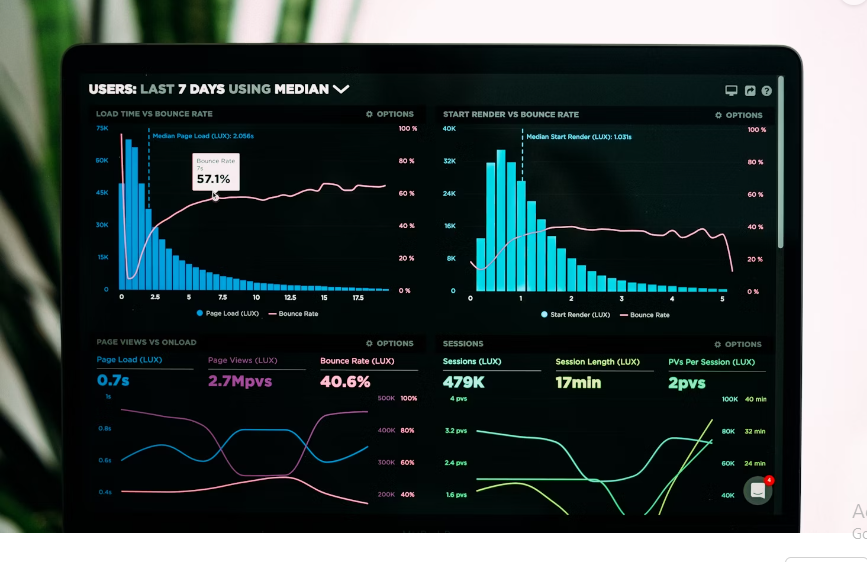 USERS: LAST 7 DAYS USING MEDIAN
LOAD TIME VS BOUNCE RATE
OPTIONS
75K
60K
45K
30K
15K
0
100 %
80 %
60 %
40 %
20 %
0 %
Median Page Load (LUX): 2.056s
Bounce Rate
7s
57.1%
0 2.5 5 7.5 10 12.5 15 17.5
Page Load (LUX) Bounce Rate
START RENDER VS BOUNCE RATE
OPTIONS
40K
32K
24K
16K
8K
0
100 %
80 %
60 %
40 %
20 %
0 %
Median Start Render (LUX): 1.031s
0 1 2 3 4 5
Start Render (LUX) Bounce Rate
PAGE VIEWS VS ONLOAD
OPTIONS
Page Load (LUX) Page Views (LUX) Bounce Rate (LUX)
0.7s 2.7Mpvs 40.6%
1s
0.8s
0.6s
0.4s
500K 100%
400K 80%
300K 60%
200K 40%
SESSIONS
OPTIONS
Sessions (LUX) Session Length (LUX) PVs Per Session (LUX)
479K 17min 2pvs
4 pvs
3.2 pvs
2.4 pvs
1.6 pvs
100K 40 min
80K 32 min
60K 24 min
40K
4